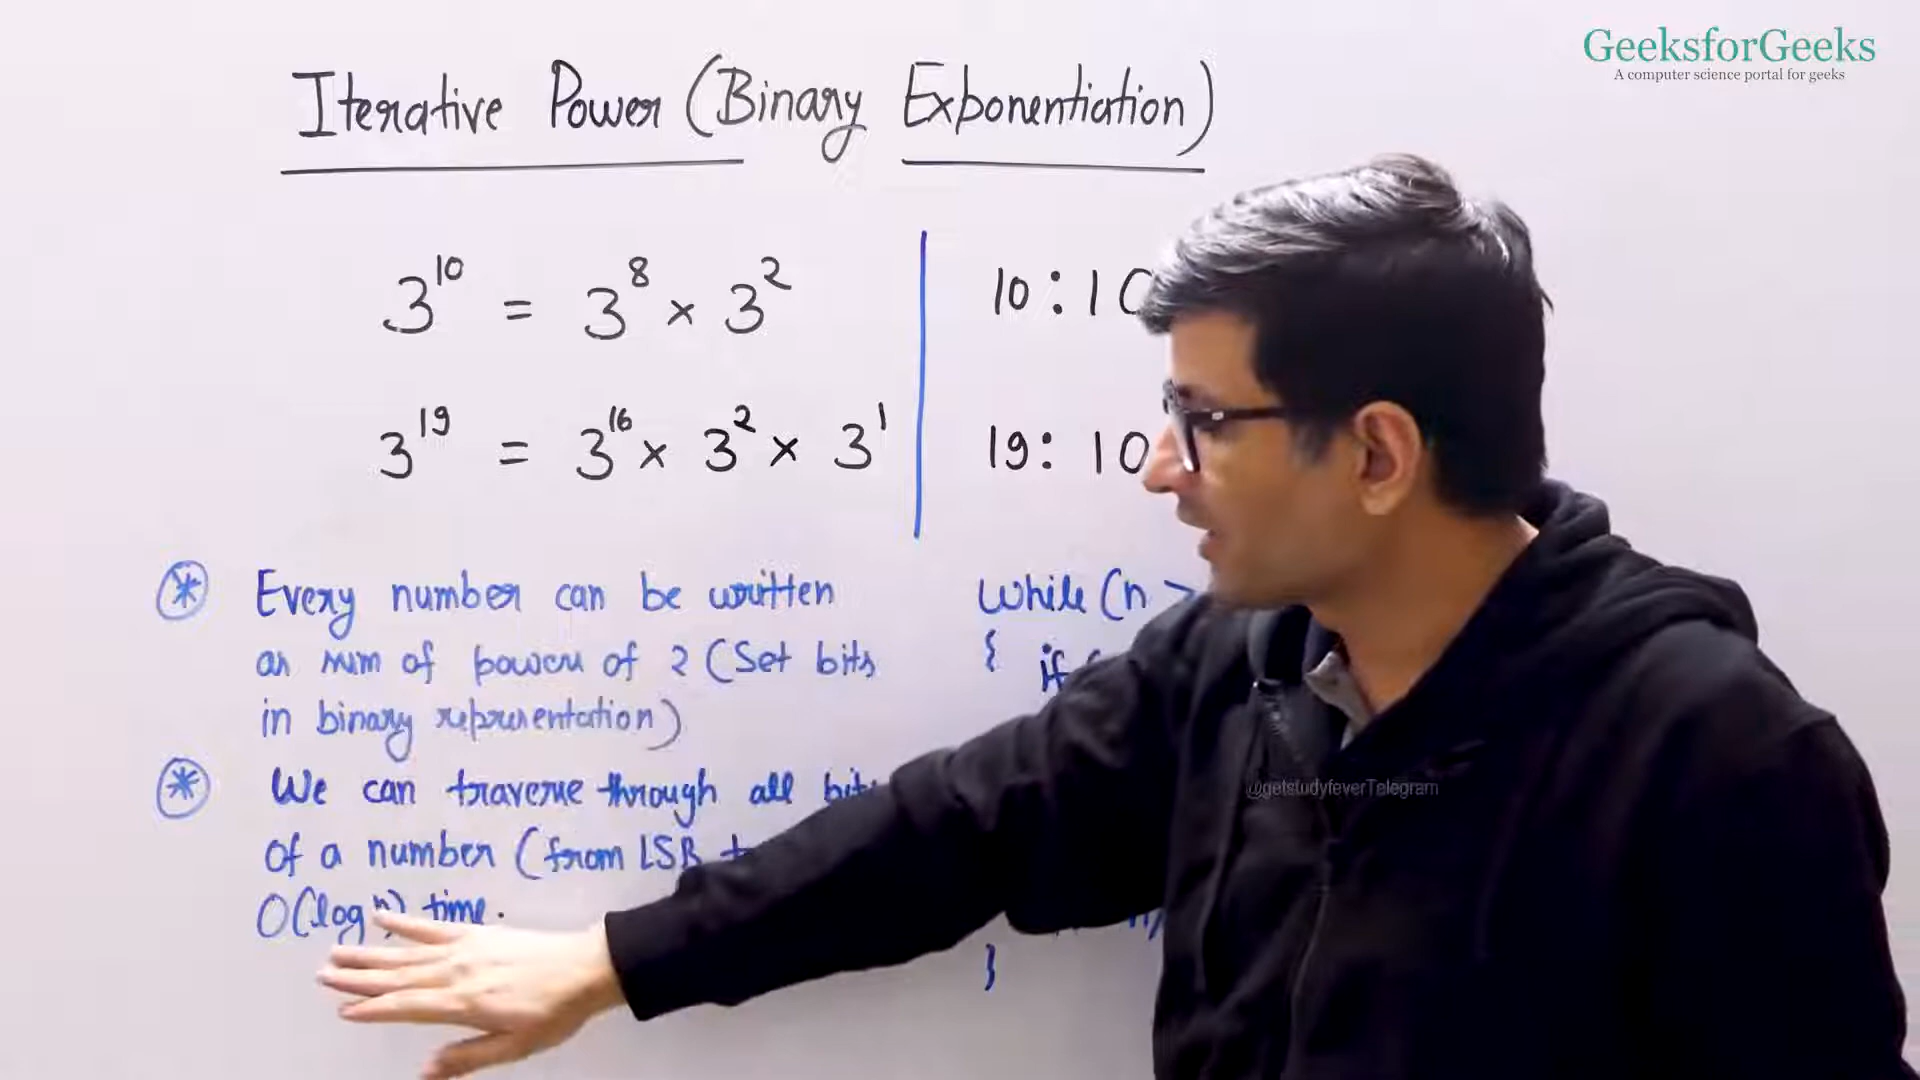 GeeksforGeeks
A computer science portal for geeks
Iterative Power (Binary Exponentiation)
3^10 = 3^8 × 3^2
10 : 10
3^19 = 3^16 × 3^2 × 3^1
19: 10
* Every number can be written
as sum of powers of 2 (Set bits
in binary representation)
* We can traverse through all bits
of a number (from LSB
O(log n) time.
while (n >
{ if
}
@getstudyfeverTelegram